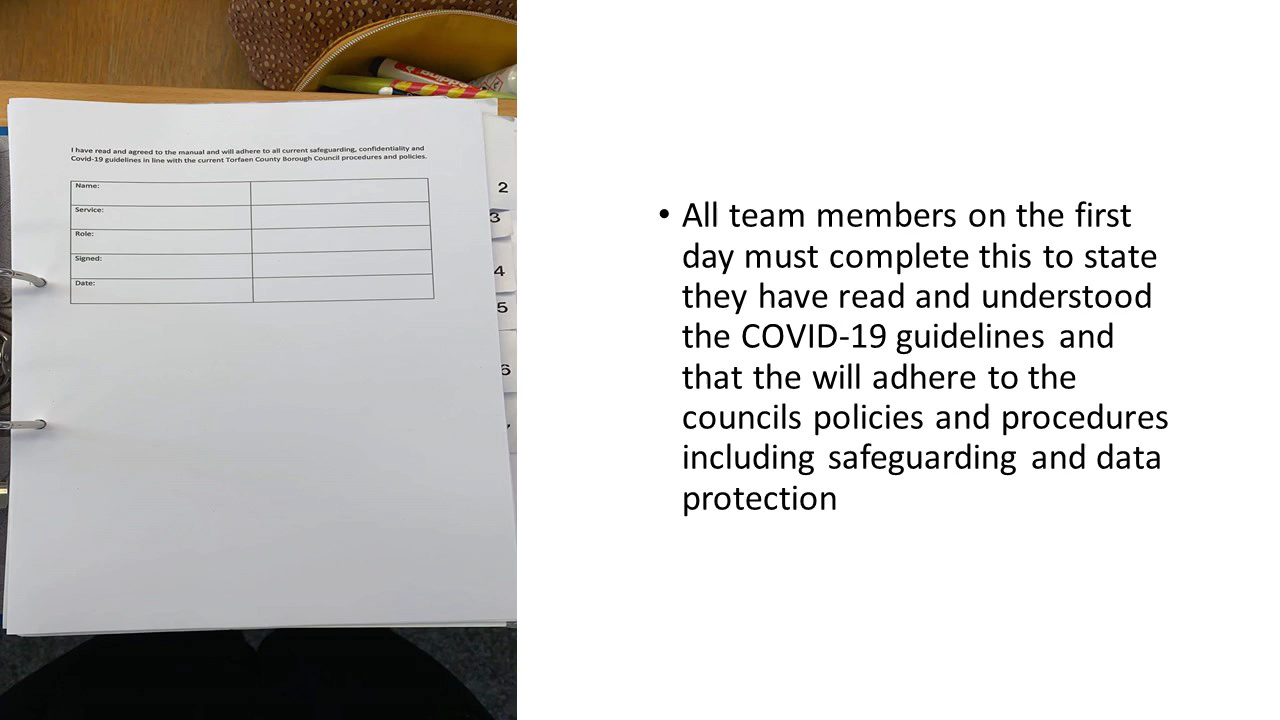 I have read and agreed to the manual and will adhere to all current safeguarding, confidentiality and
Covid-19 guidelines in line with the current Torfaen County Borough Council procedures and policies.
Name:
Service:
Role:
Signed:
Date:
2
3
4
5
6
• All team members on the first
day must complete this to state
they have read and understood
the COVID-19 guidelines and
that the will adhere to the
councils policies and procedures
including safeguarding and data
protection